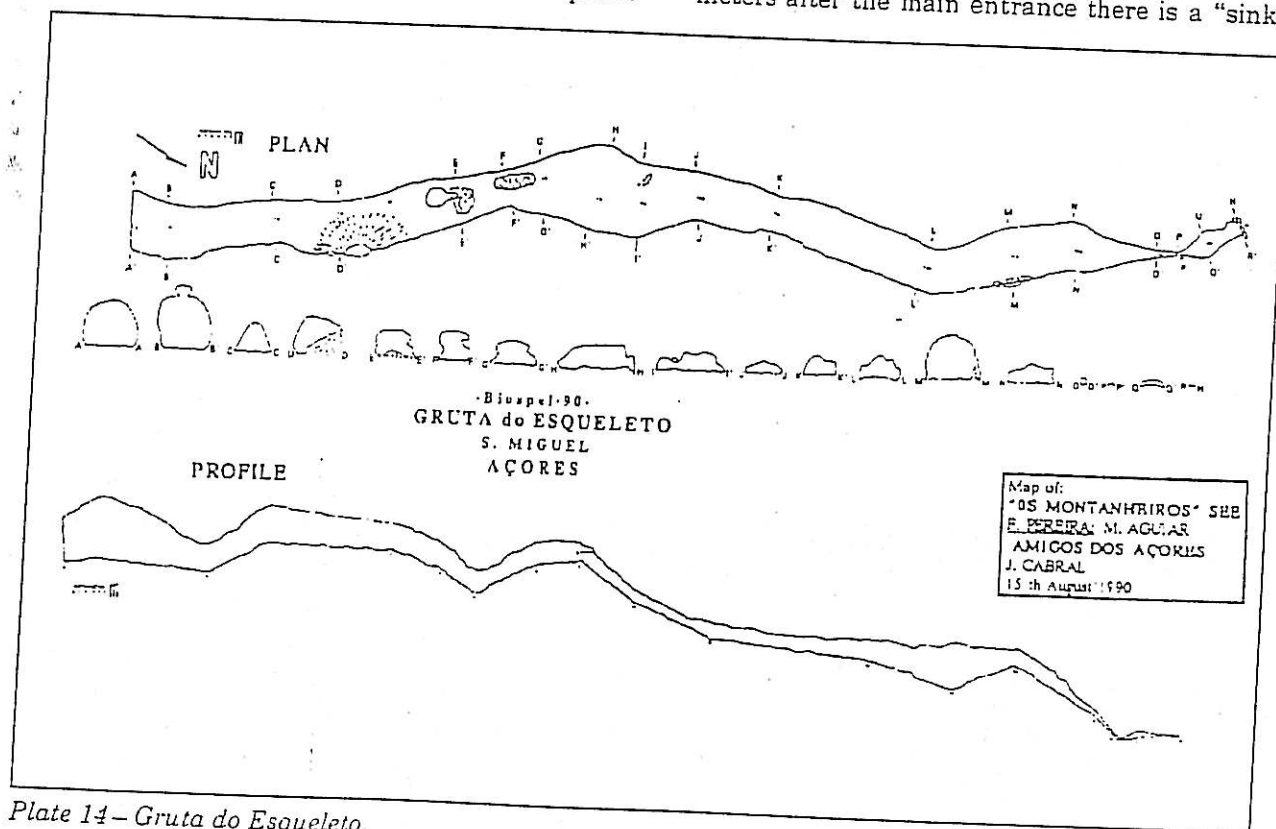 meters after the main entrance there is a "sink
PLAN
N
A B C D E F G H I J K L M N O P U N
A' B C D' E' F' G' H' I' J K' L' M N O' P Q' R'
A A B B C C U D E E' F F' G G' H M I I' J K K' L L M M N N O O' P P' Q Q' R H
·Biuspel·90·
GRUTA do ESQUELETO
S. MIGUEL
AÇORES
PROFILE
Map of:
"OS MONTANHEIROS" SEE
F. PEREIRA; M. AGUIAR
AMIGOS DOS AÇORES
J. CABRAL
15 th August 1990
Plate 14 – Gruta do Esqueleto.